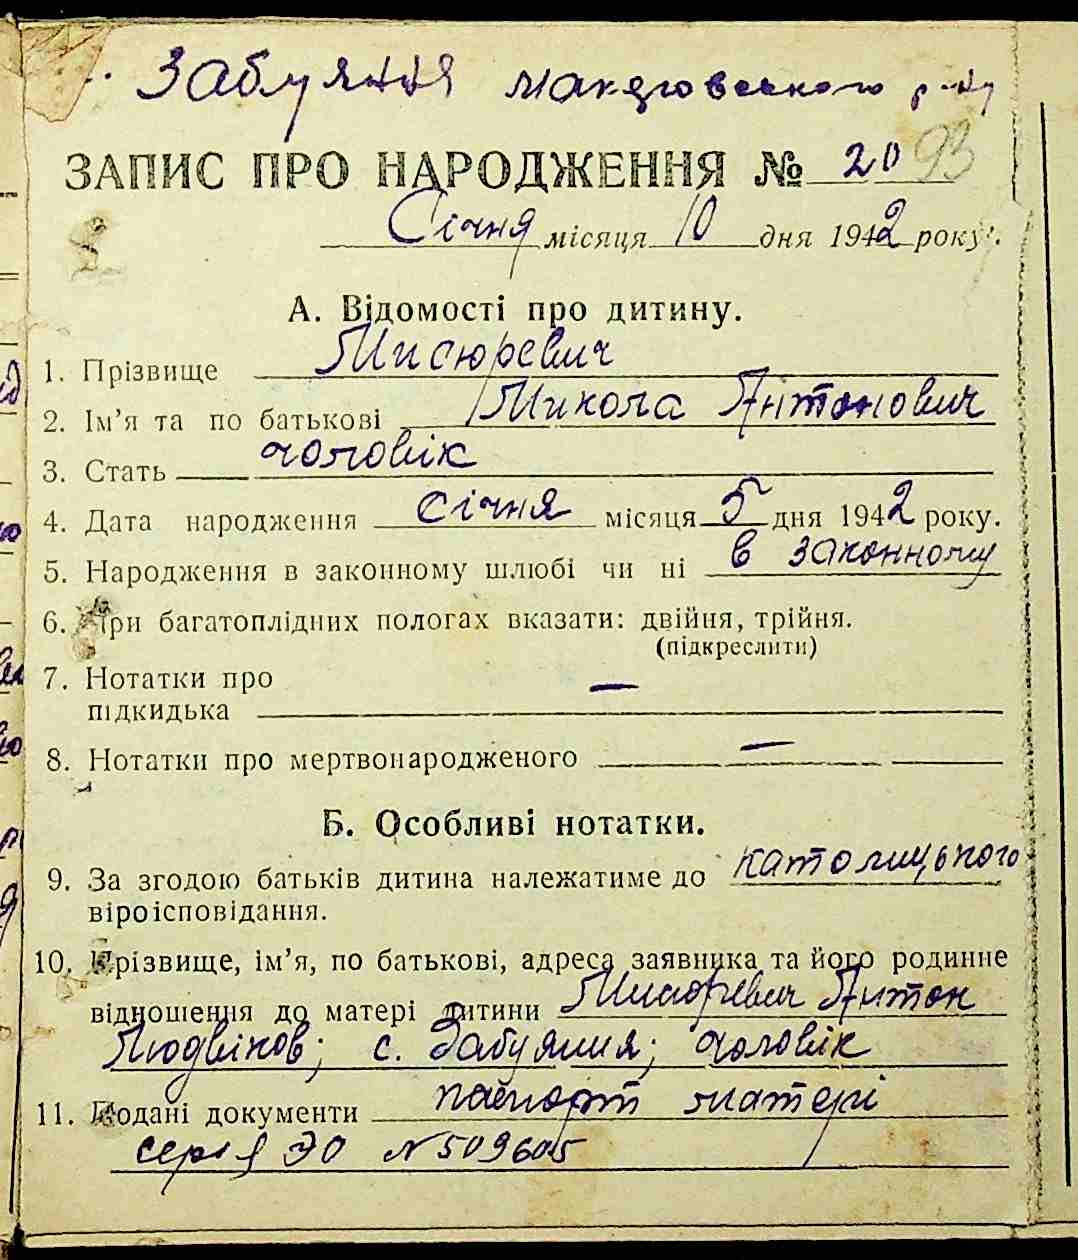 Забуяння макарівського р-ну
ЗАПИС ПРО НАРОДЖЕННЯ № 20 93
Січня місяця 10 дня 1942 року.
А. Відомості про дитину.
1. Прізвище Мисюревич
2. Ім’я та по батькові Микола Антонович
3. Стать чоловік
4. Дата народження січня місяця 5 дня 1942 року.
5. Народження в законному шлюбі чи ні в законному
6. При багатоплідних пологах вказати: двійня, трійня.
(підкреслити)
7. Нотатки про —
підкидька
8. Нотатки про мертвонародженого —
Б. Особливі нотатки.
9. За згодою батьків дитина належатиме до католицького
віроісповідання.
10. Прізвище, ім’я, по батькові, адреса заявника та його родинне
відношення до матері дитини Мисюревич Антон
Людвіков; с. Забуяння; чоловік
11. Подані документи паспорт матері
серія ЭО №509605